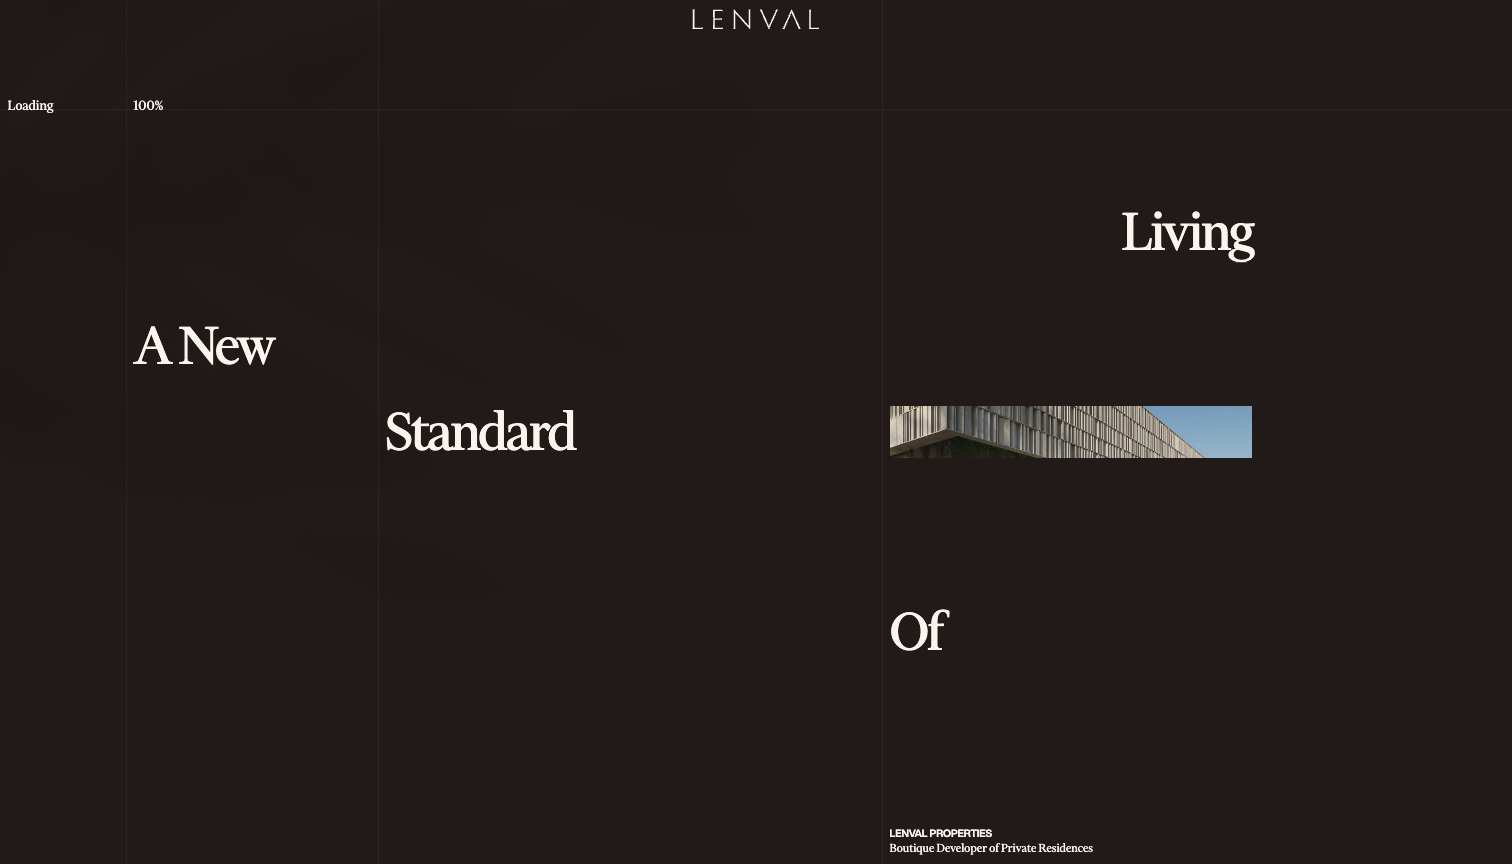 LENVAL
Loading
100%
Living
A New
Standard
Of
LENVAL PROPERTIES
Boutique Developer of Private Residences